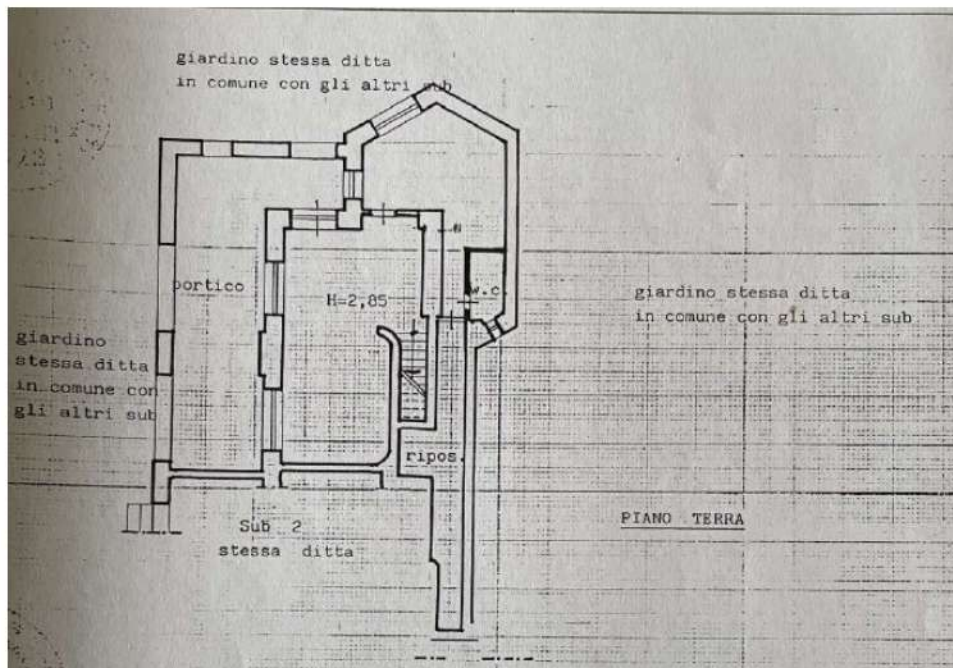 giardino stessa ditta
in comune con gli altri sub
portico
H=2,85
w.c.
giardino stessa ditta
in comune con gli altri sub
giardino
stessa ditta
in comune con
gli altri sub
ripos.
Sub 2
stessa ditta
PIANO TERRA